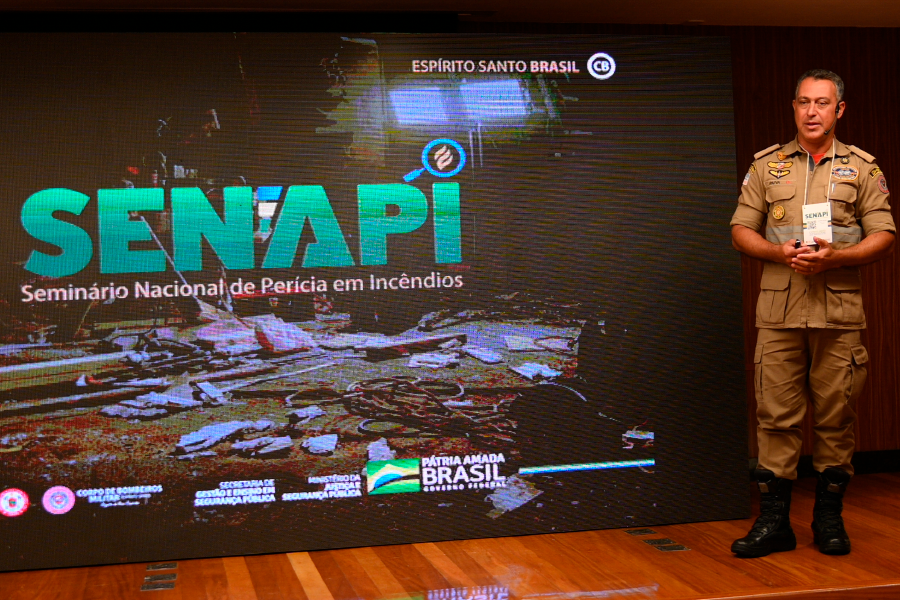 ESPÍRITO SANTO BRASIL CB
SENAPI
Seminário Nacional de Perícia em Incêndios
CORPO DE BOMBEIROS
MILITAR
SECRETARIA DE
GESTÃO E ENSINO EM
SEGURANÇA PÚBLICA
MINISTÉRIO DA
JUSTIÇA E
SEGURANÇA PÚBLICA
PÁTRIA AMADA
BRASIL
GOVERNO FEDERAL
SENAPI